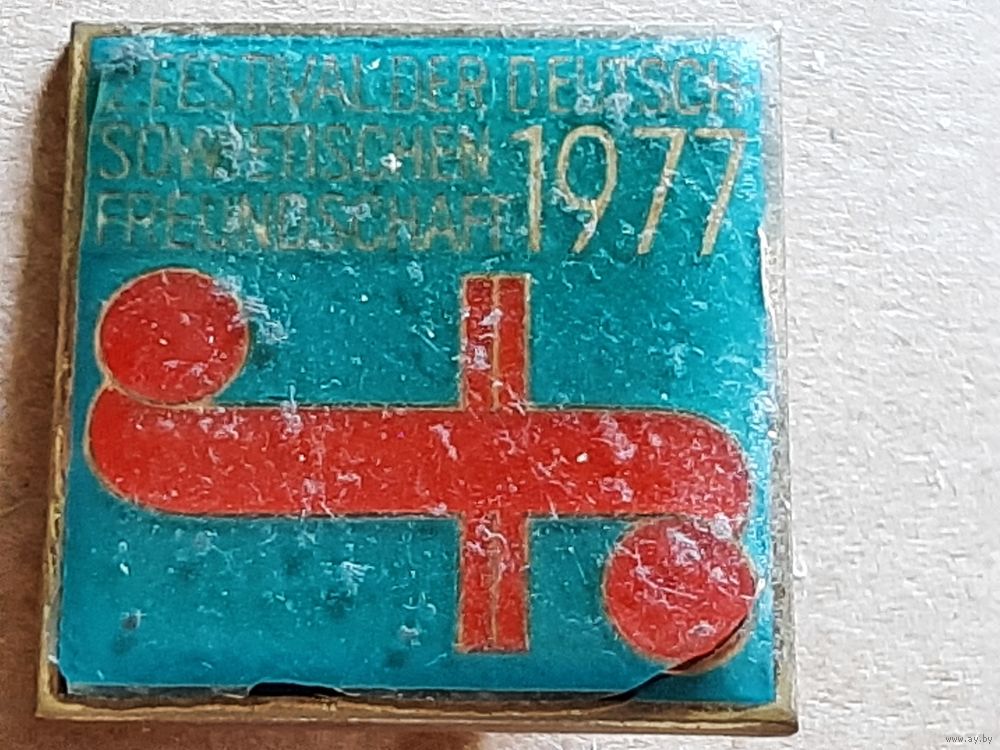 2. FESTIVAL DER DEUTSCH
SOWJETISCHEN 1977
FREUNDSCHAFT
www.ay.by